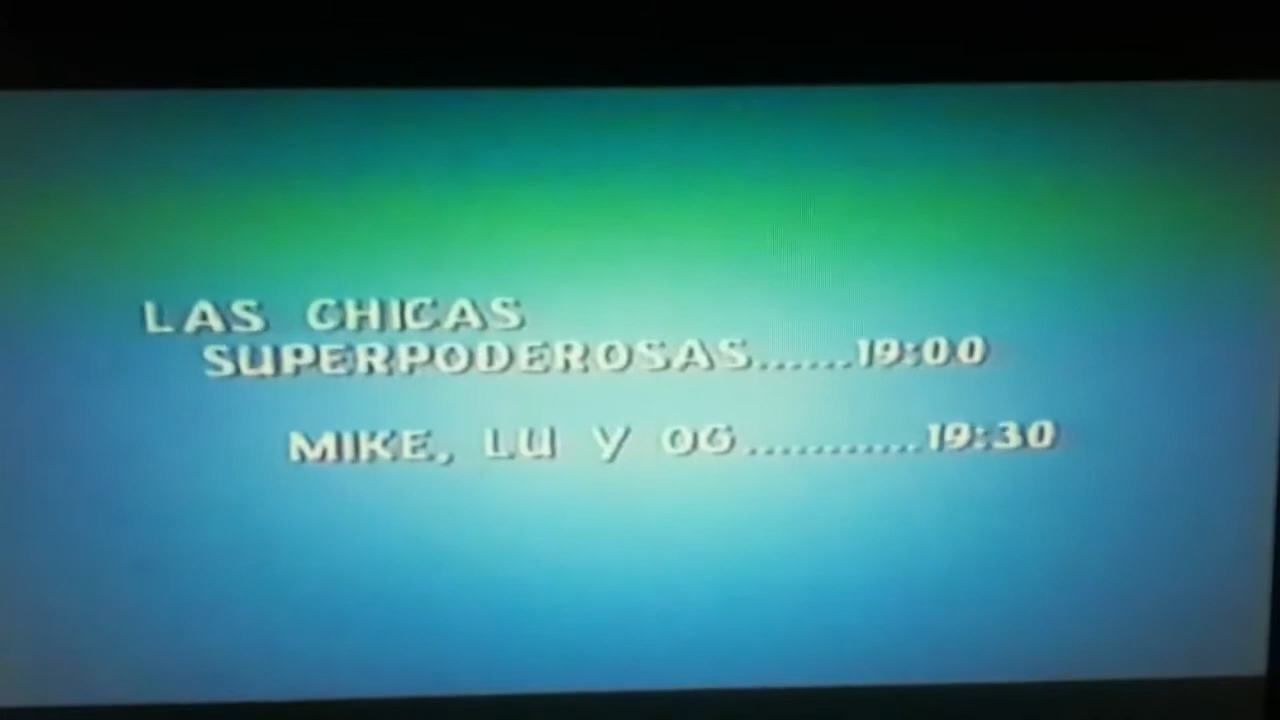 LAS CHICAS
SUPERPODEROSAS......19:00
MIKE, LU Y OG............19:30